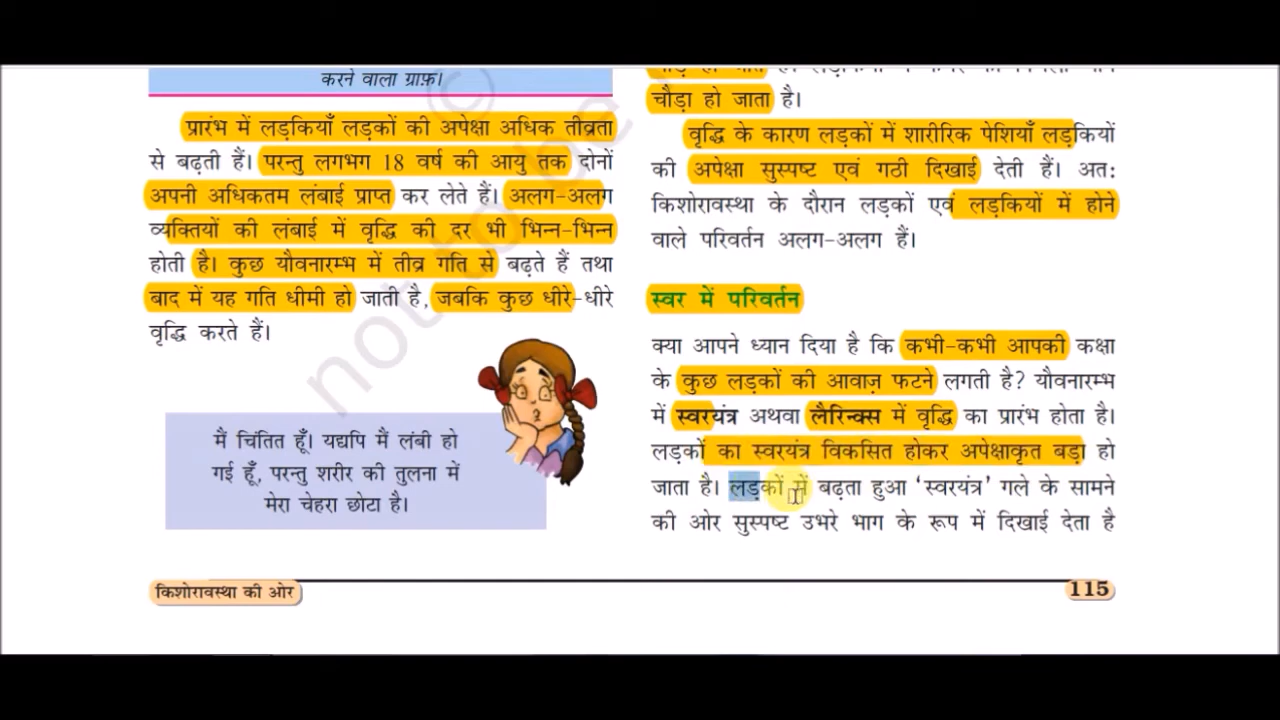 करने वाला ग्राफ़।
प्रारंभ में लड़कियाँ लड़कों की अपेक्षा अधिक तीव्रता
से बढ़ती हैं। परन्तु लगभग 18 वर्ष की आयु तक दोनों
अपनी अधिकतम लंबाई प्राप्त कर लेते हैं। अलग-अलग
व्यक्तियों की लंबाई में वृद्धि की दर भी भिन्न-भिन्न
होती है। कुछ यौवनारम्भ में तीव्र गति से बढ़ते हैं तथा
बाद में यह गति धीमी हो जाती है, जबकि कुछ धीरे-धीरे
वृद्धि करते हैं।
मैं चिंतित हूँ। यद्यपि मैं लंबी हो
गई हूँ, परन्तु शरीर की तुलना में
मेरा चेहरा छोटा है।
चौड़ा हो जाता है।
वृद्धि के कारण लड़कों में शारीरिक पेशियाँ लड़कियों
की अपेक्षा सुस्पष्ट एवं गठी दिखाई देती हैं। अतः
किशोरावस्था के दौरान लड़कों एवं लड़कियों में होने
वाले परिवर्तन अलग-अलग हैं।
स्वर में परिवर्तन
क्या आपने ध्यान दिया है कि कभी-कभी आपकी कक्षा
के कुछ लड़कों की आवाज़ फटने लगती है? यौवनारम्भ
में स्वरयंत्र अथवा लैरिन्क्स में वृद्धि का प्रारंभ होता है।
लड़कों का स्वरयंत्र विकसित होकर अपेक्षाकृत बड़ा हो
जाता है। लड़कों में बढ़ता हुआ ‘स्वरयंत्र’ गले के सामने
की ओर सुस्पष्ट उभरे भाग के रूप में दिखाई देता है
किशोरावस्था की ओर
115
© not to be